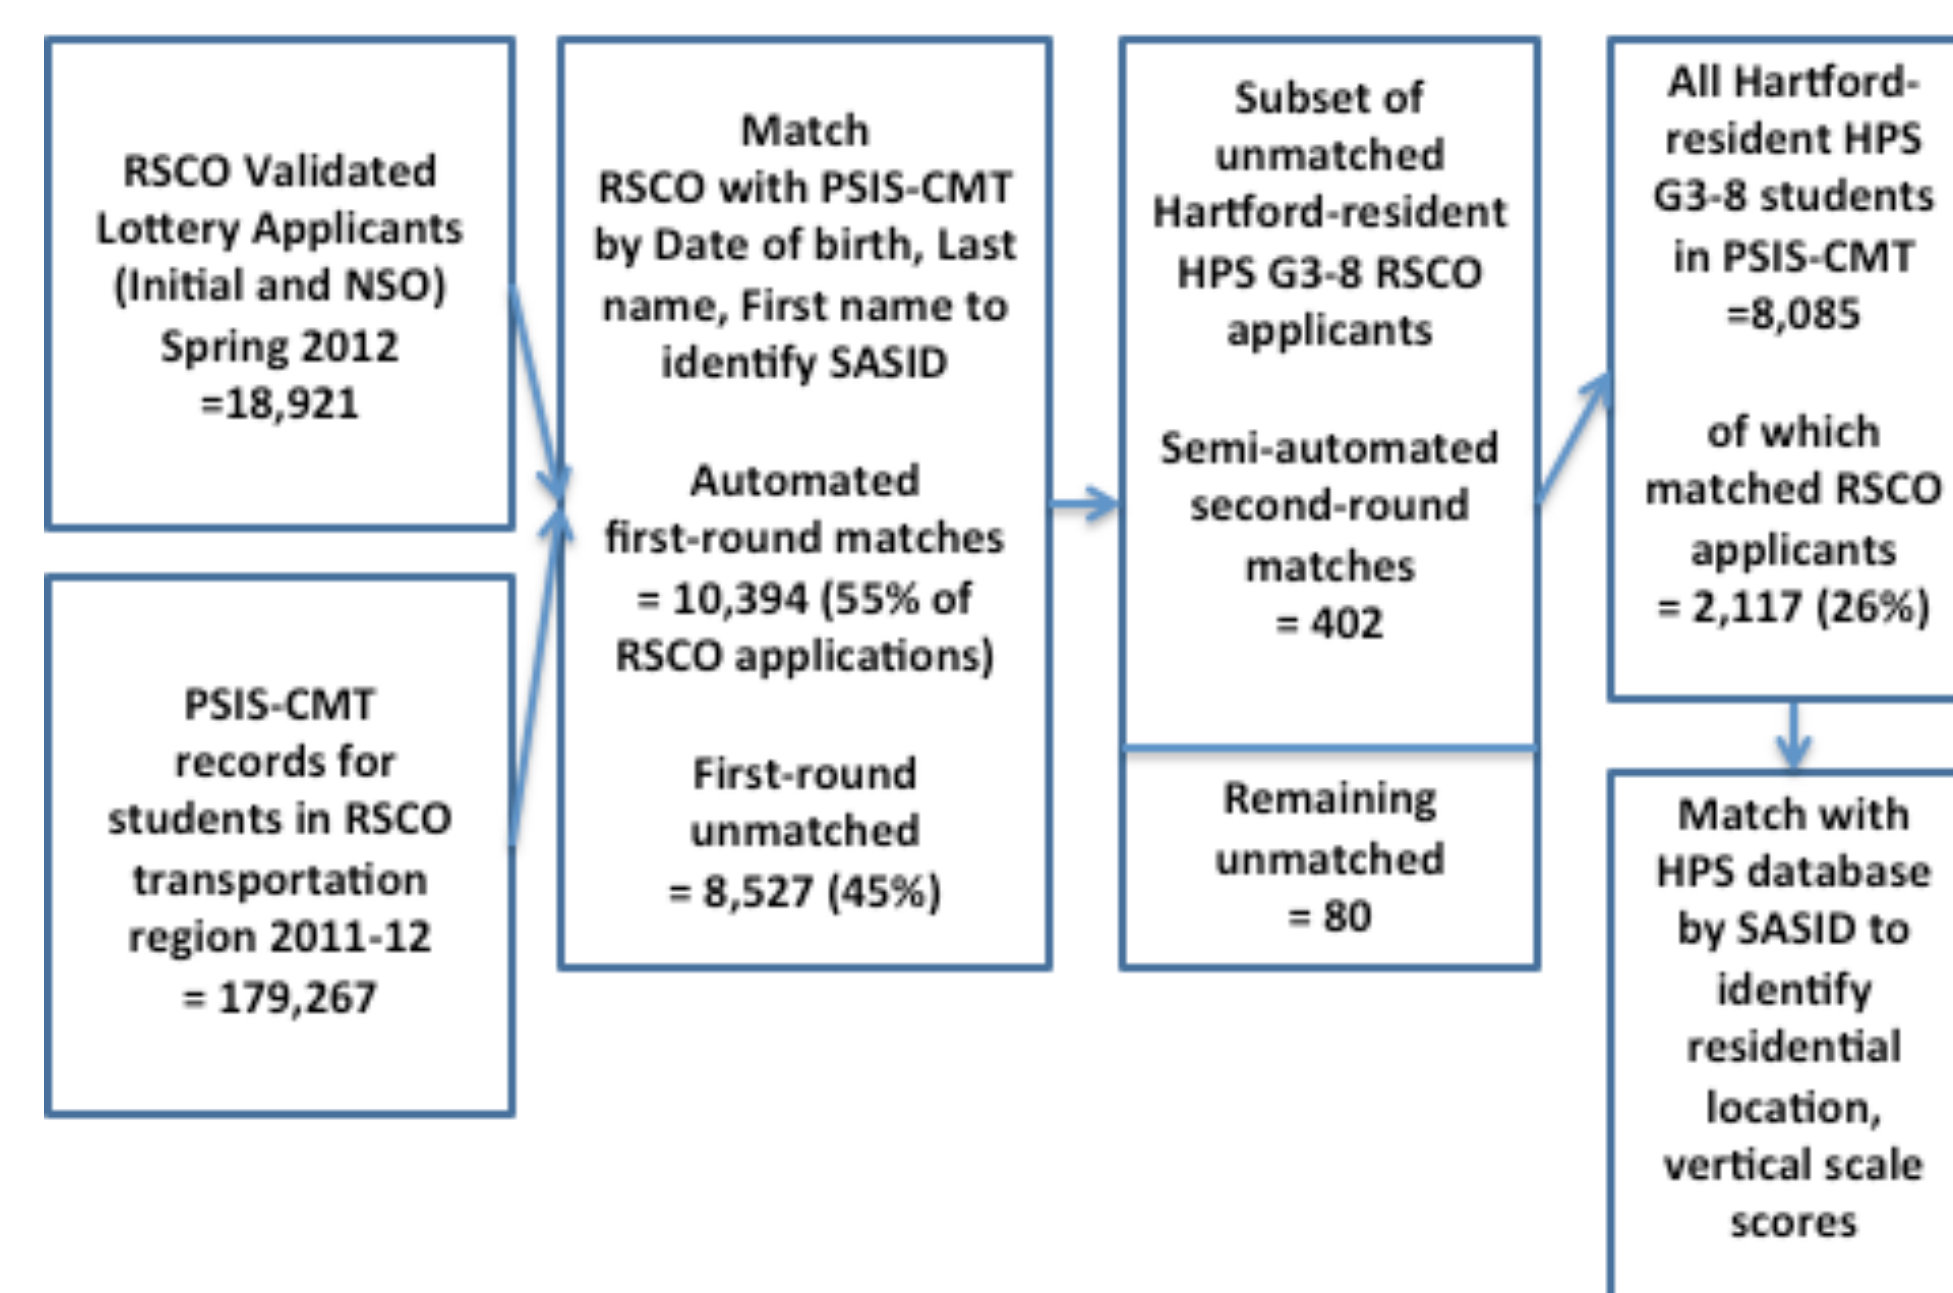 RSCO Validated
Lottery Applicants
(Initial and NSO)
Spring 2012
=18,921
PSIS-CMT
records for
students in RSCO
transportation
region 2011-12
= 179,267
Match
RSCO with PSIS-CMT
by Date of birth, Last
name, First name to
identify SASID
Automated
first-round matches
= 10,394 (55% of
RSCO applications)
First-round
unmatched
= 8,527 (45%)
Subset of
unmatched
Hartford-resident
HPS G3-8 RSCO
applicants
Semi-automated
second-round
matches
= 402
Remaining
unmatched
= 80
All Hartford-
resident HPS
G3-8 students
in PSIS-CMT
=8,085
of which
matched RSCO
applicants
= 2,117 (26%)
Match with
HPS database
by SASID to
identify
residential
location,
vertical scale
scores